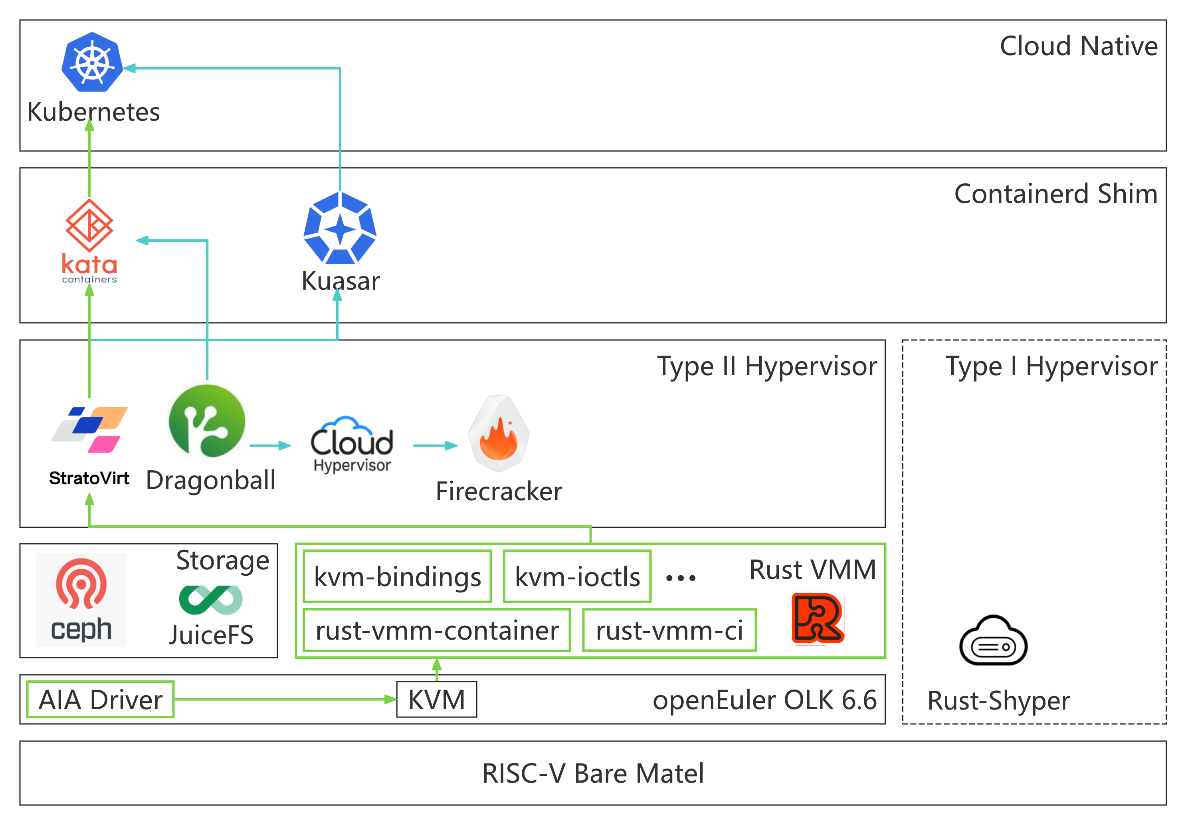 Cloud Native
Kubernetes
Containerd Shim
kata
containers
Kuasar
Type II Hypervisor
Type I Hypervisor
StratoVirt
Dragonball
Cloud
Hypervisor
Firecracker
Storage
ceph
JuiceFS
kvm-bindings
kvm-ioctls
•••
Rust VMM
rust-vmm-container
rust-vmm-ci
R
Rust-Shyper
AIA Driver
KVM
openEuler OLK 6.6
RISC-V Bare Matel